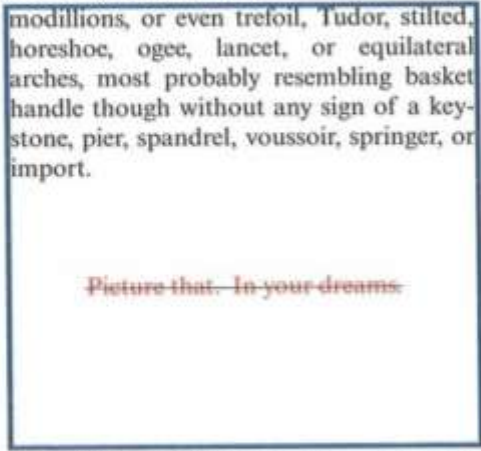 modillions, or even trefoil, Tudor, stilted,
horeshoe, ogee, lancet, or equilateral
arches, most probably resembling basket
handle though without any sign of a key-
stone, pier, spandrel, voussoir, springer, or
import.
Picture that. In your dreams.